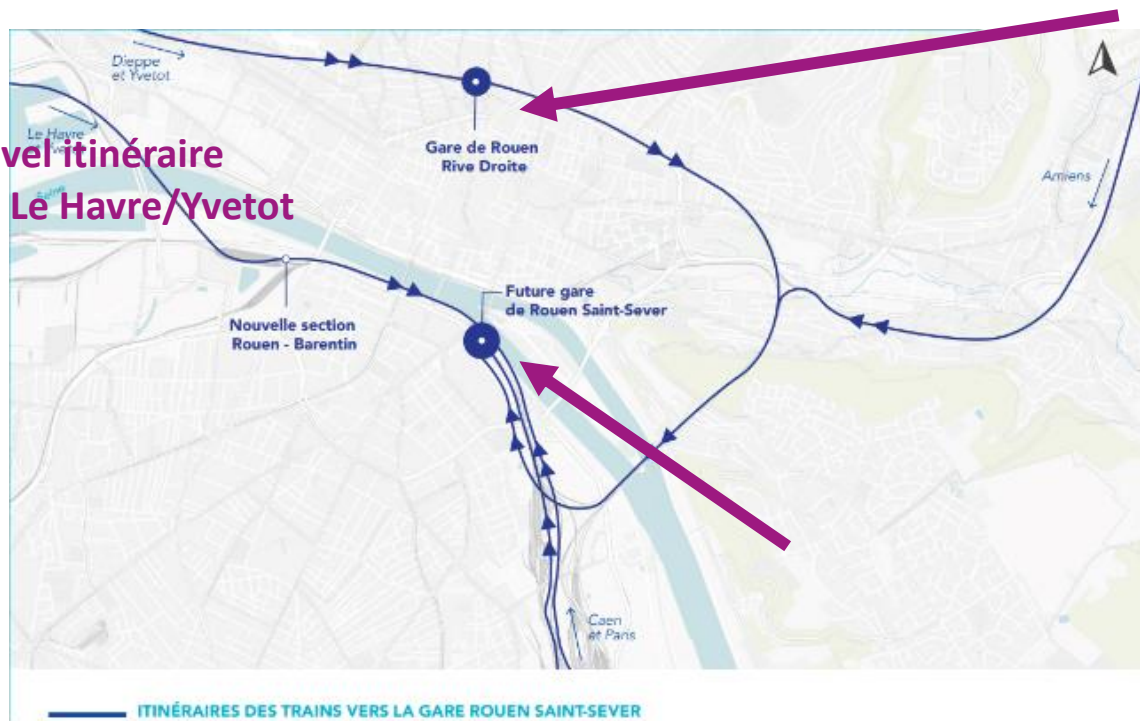 Dieppe
et Yvetot
Gare de Rouen
Rive Droite
Le Havre
vel itinéraire
Le Havre/Yvetot
Seine
Amiens
Future gare
de Rouen Saint-Sever
Nouvelle section
Rouen - Barentin
Caen
et Paris
ITINÉRAIRES DES TRAINS VERS LA GARE ROUEN SAINT-SEVER